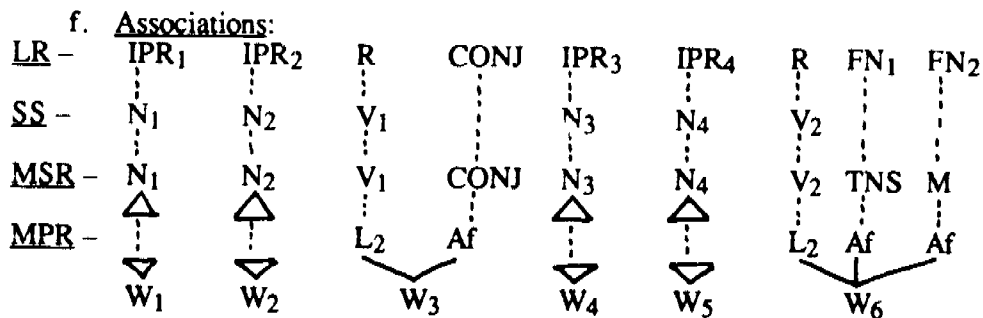 f. Associations:
LR – IPR1 IPR2 R CONJ IPR3 IPR4 R FN1 FN2
SS – N1 N2 V1 N3 N4 V2
MSR – N1 N2 V1 CONJ N3 N4 V2 TNS M
MPR – L2 Af L2 Af Af
W1 W2 W3 W4 W5 W6